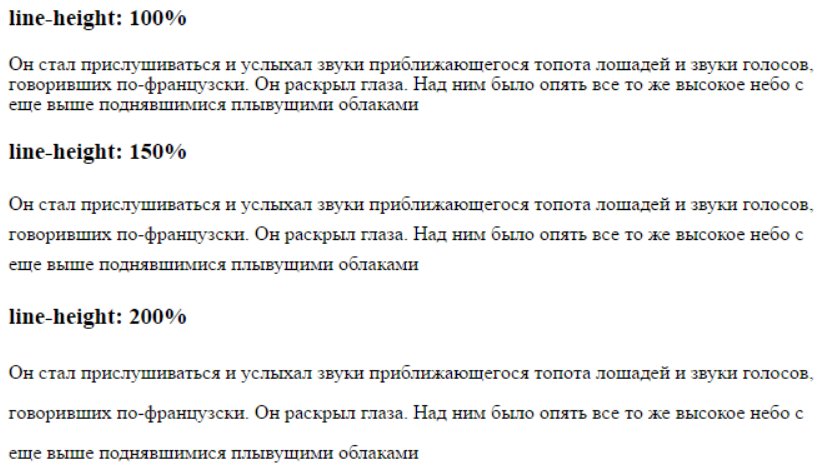 line-height: 100%
Он стал прислушиваться и услыхал звуки приближающегося топота лошадей и звуки голосов,
говоривших по-французски. Он раскрыл глаза. Над ним было опять все то же высокое небо с
еще выше поднявшимися плывущими облаками
line-height: 150%
Он стал прислушиваться и услыхал звуки приближающегося топота лошадей и звуки голосов,
говоривших по-французски. Он раскрыл глаза. Над ним было опять все то же высокое небо с
еще выше поднявшимися плывущими облаками
line-height: 200%
Он стал прислушиваться и услыхал звуки приближающегося топота лошадей и звуки голосов,
говоривших по-французски. Он раскрыл глаза. Над ним было опять все то же высокое небо с
еще выше поднявшимися плывущими облаками